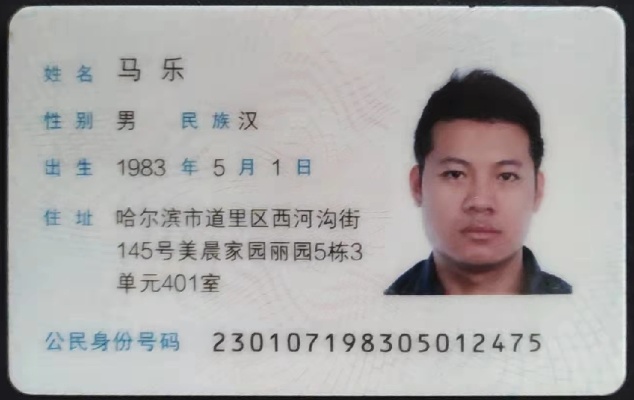 姓名 马乐
性别 男 民族 汉
出生 1983 年 5 月 1 日
住址 哈尔滨市道里区西河沟街
145号美晨家园丽园5栋3
单元401室
公民身份号码 230107198305012475